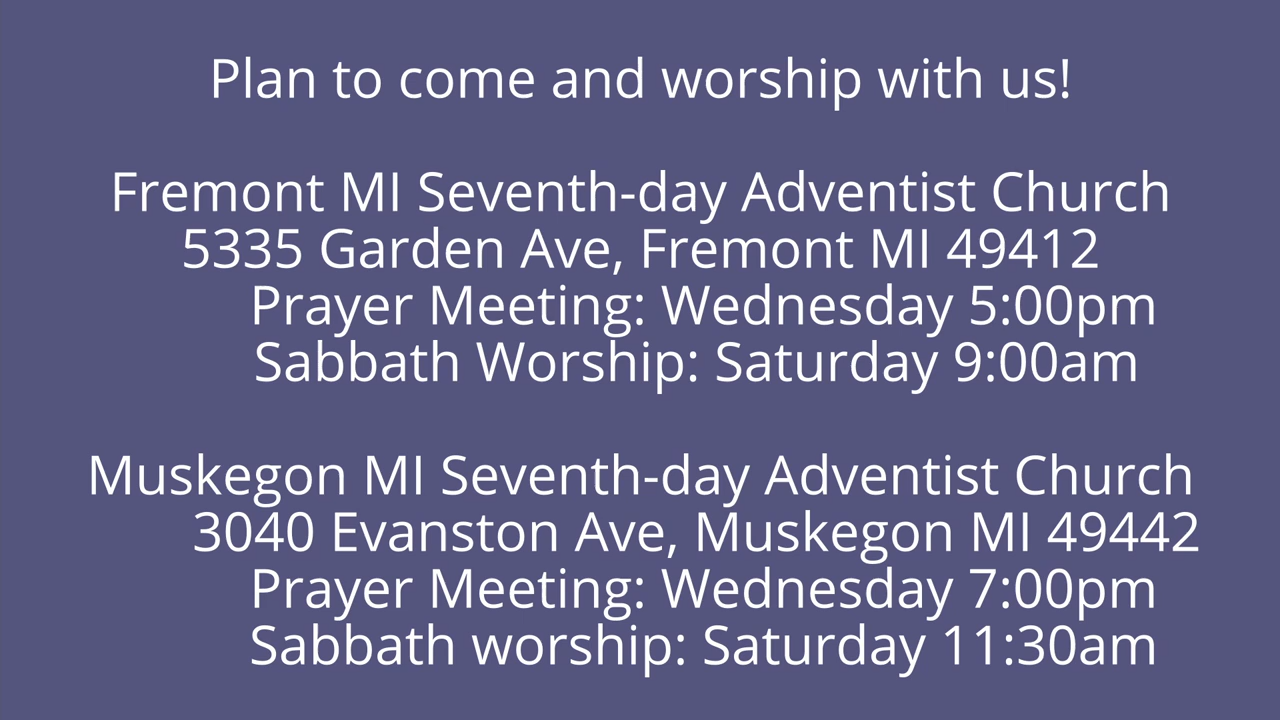 Plan to come and worship with us!
Fremont MI Seventh-day Adventist Church
5335 Garden Ave, Fremont MI 49412
Prayer Meeting: Wednesday 5:00pm
Sabbath Worship: Saturday 9:00am
Muskegon MI Seventh-day Adventist Church
3040 Evanston Ave, Muskegon MI 49442
Prayer Meeting: Wednesday 7:00pm
Sabbath worship: Saturday 11:30am